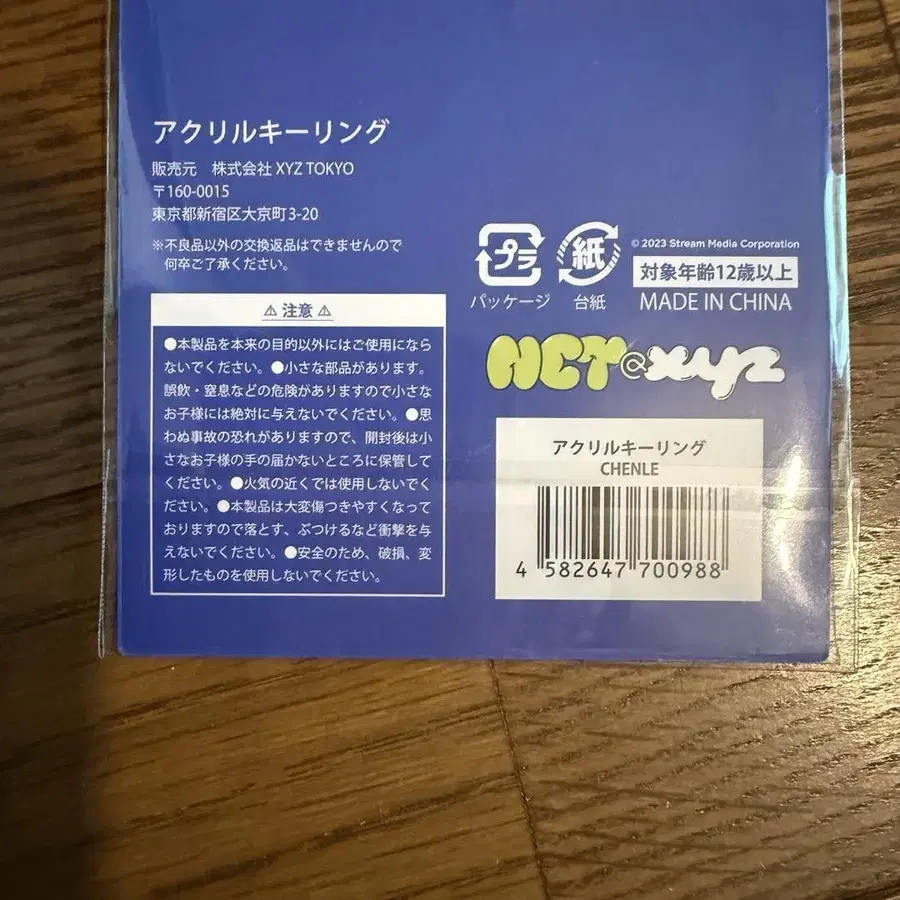 アクリルキーリング
販売元　株式会社 XYZ TOKYO
〒160-0015
東京都新宿区大京町3-20
※不良品以外の交換返品はできませんので
何卒ご了承ください。
⚠ 注意 ⚠
●本製品を本来の目的以外にはご使用になら
ないでください。●小さな部品があります。
誤飲・窒息などの危険がありますので小さな
お子様には絶対に与えないでください。●思
わぬ事故の恐れがありますので、開封後は小
さなお子様の手の届かないところに保管して
ください。●火気の近くでは使用しないでく
ださい。●本製品は大変傷つきやすくなって
おりますので落とす、ぶつけるなど衝撃を与
えないでください。●安全のため、破損、変
形したものを使用しないでください。
プラ
パッケージ
紙
台紙
© 2023 Stream Media Corporation
対象年齢12歳以上
MADE IN CHINA
NCT@xyz
アクリルキーリング
CHENLE
4 582647 700988